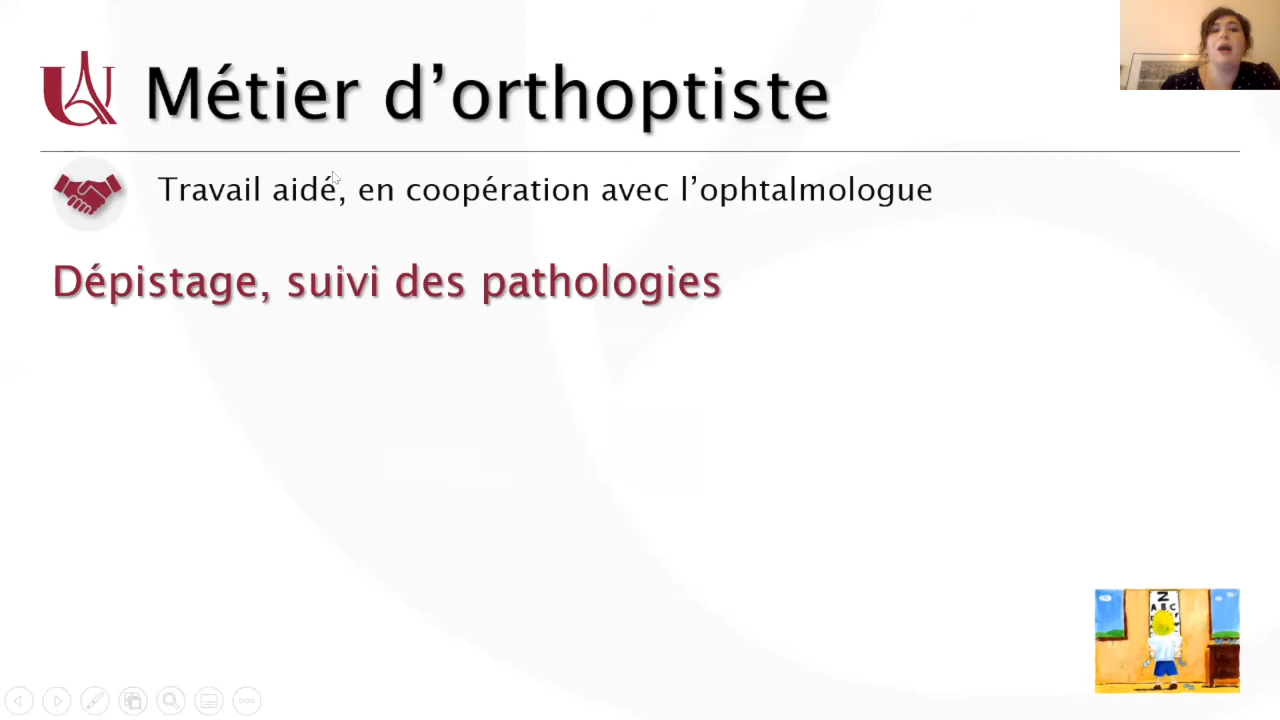 Métier d’orthoptiste
Travail aidé, en coopération avec l’ophtalmologue
Dépistage, suivi des pathologies
Z
A B C